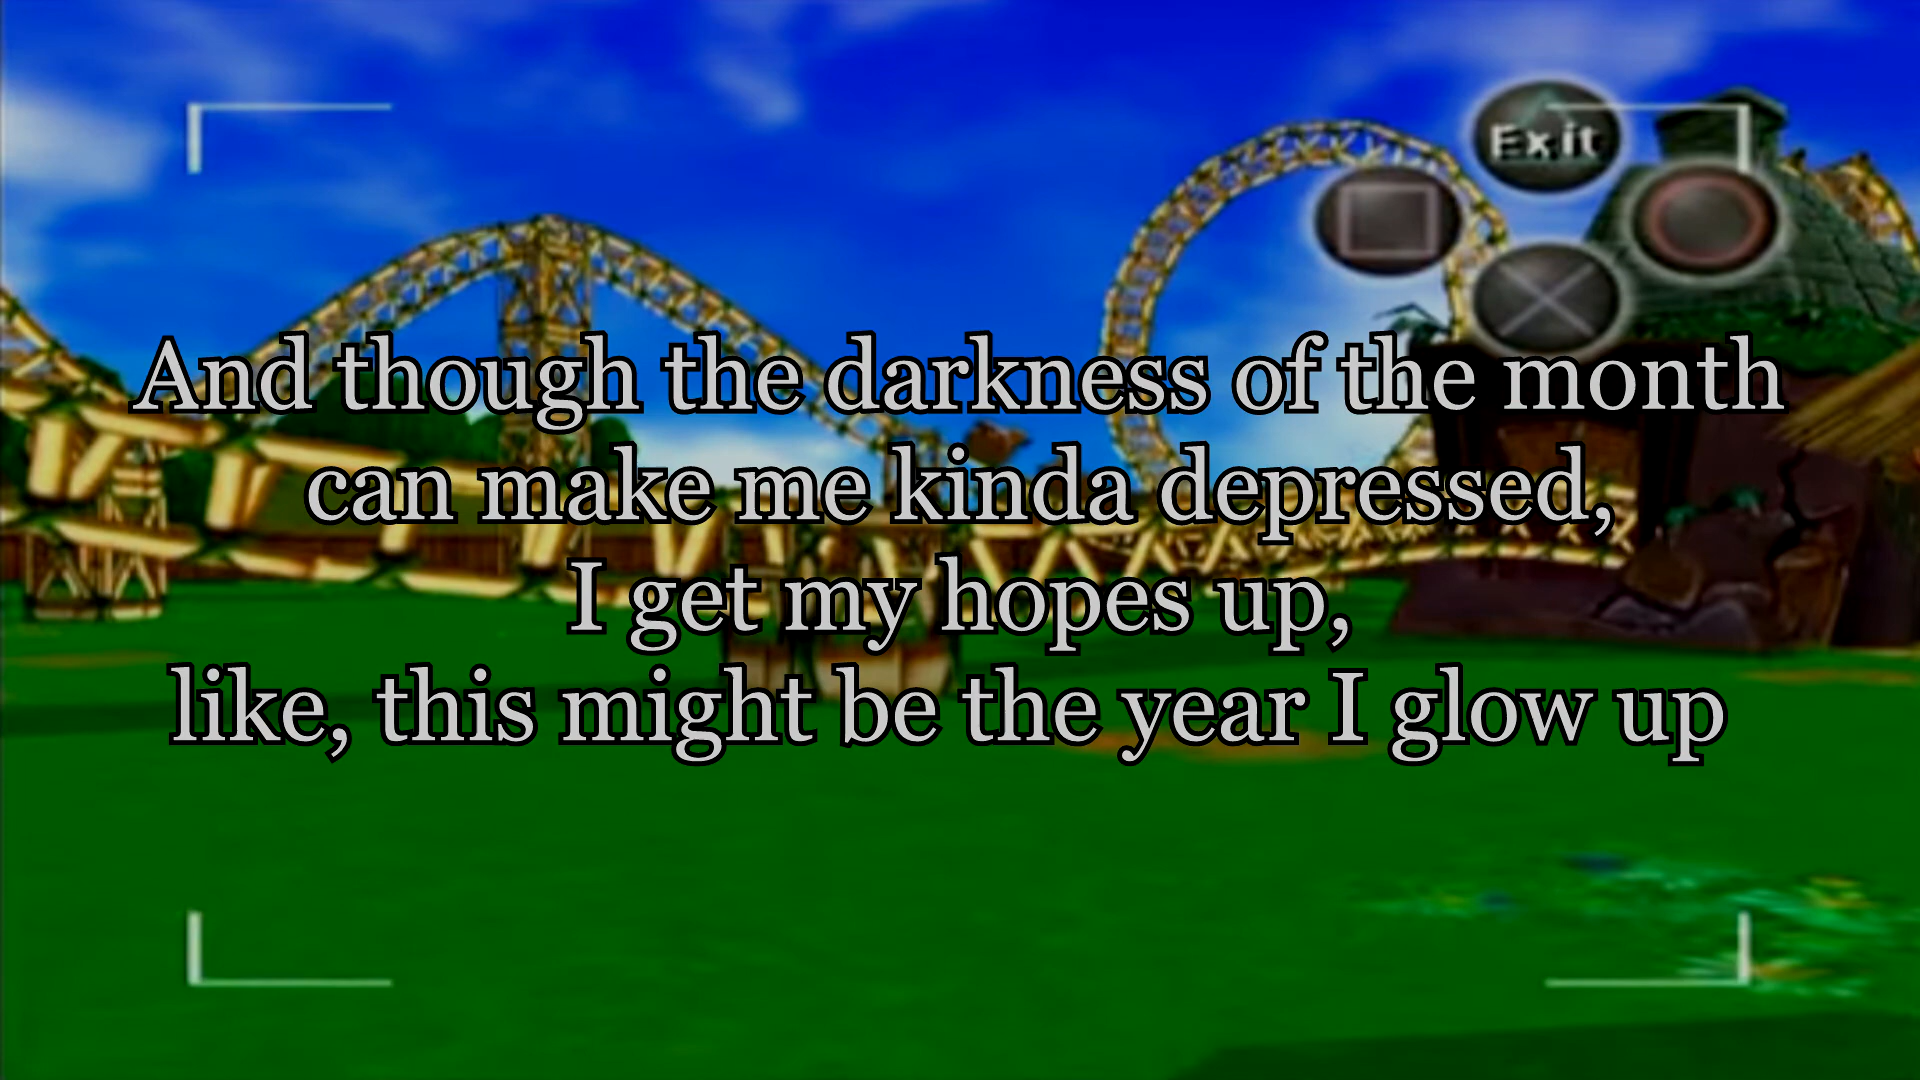 Exit
And though the darkness of the month
can make me kinda depressed,
I get my hopes up,
like, this might be the year I glow up